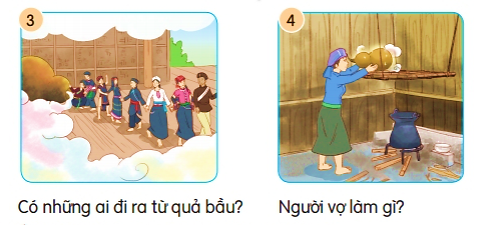 3
4
Có những ai đi ra từ quả bầu?
Người vợ làm gì?